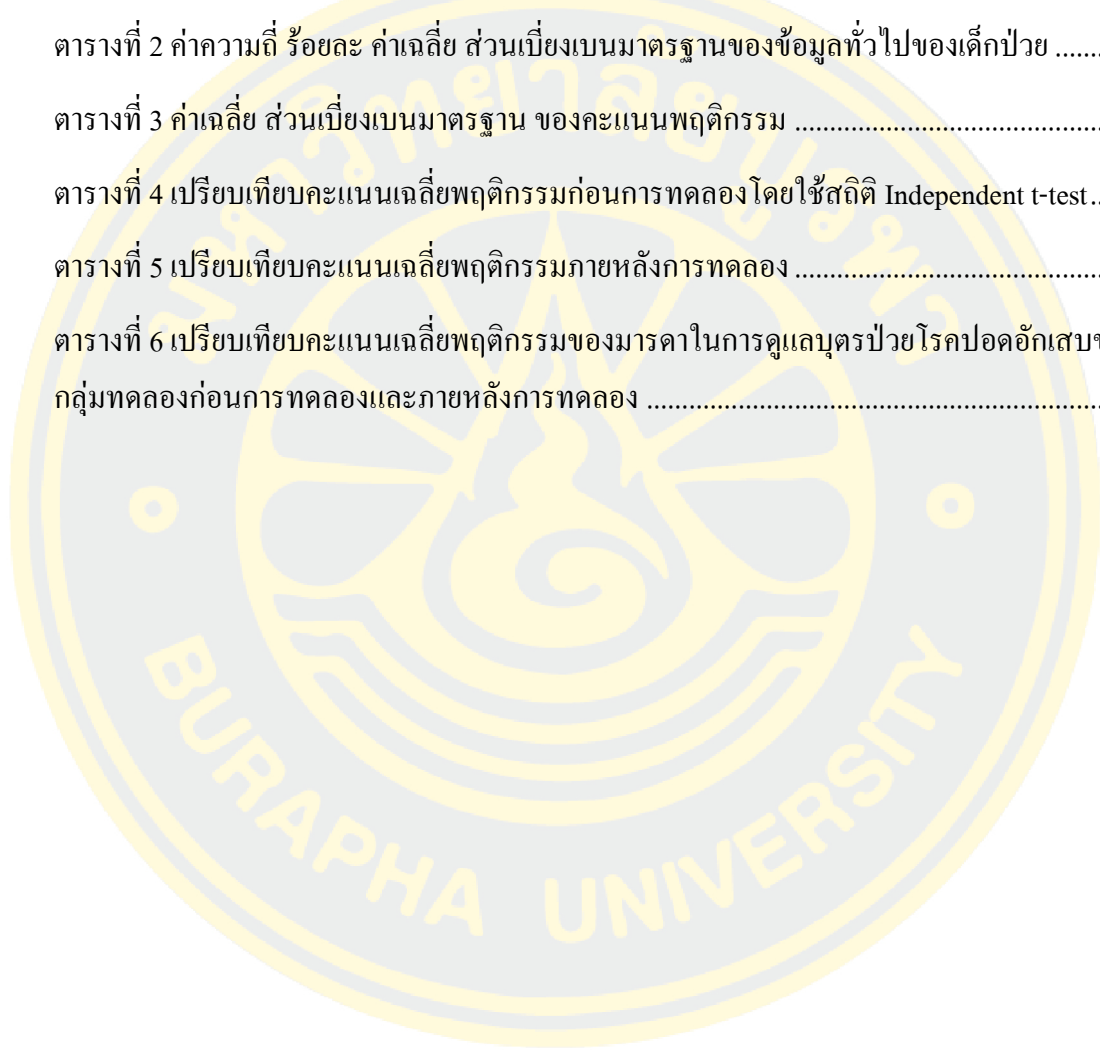 ตารางที่ 2 ค่าความถี่ ร้อยละ ค่าเฉลี่ย ส่วนเบี่ยงเบนมาตรฐานของข้อมูลทั่วไปของเด็กป่วย .......
ตารางที่ 3 ค่าเฉลี่ย ส่วนเบี่ยงเบนมาตรฐาน ของคะแนนพฤติกรรม ..............................................
ตารางที่ 4 เปรียบเทียบคะแนนเฉลี่ยพฤติกรรมก่อนการทดลองโดยใช้สถิติ Independent t-test..
ตารางที่ 5 เปรียบเทียบคะแนนเฉลี่ยพฤติกรรมภายหลังการทดลอง ..............................................
ตารางที่ 6 เปรียบเทียบคะแนนเฉลี่ยพฤติกรรมของมารดาในการดูแลบุตรป่วยโรคปอดอักเสบ
กลุ่มทดลองก่อนการทดลองและภายหลังการทดลอง ....................................................................
มหาวิทยาลัยบูรพา
BURAPHA UNIVERSITY